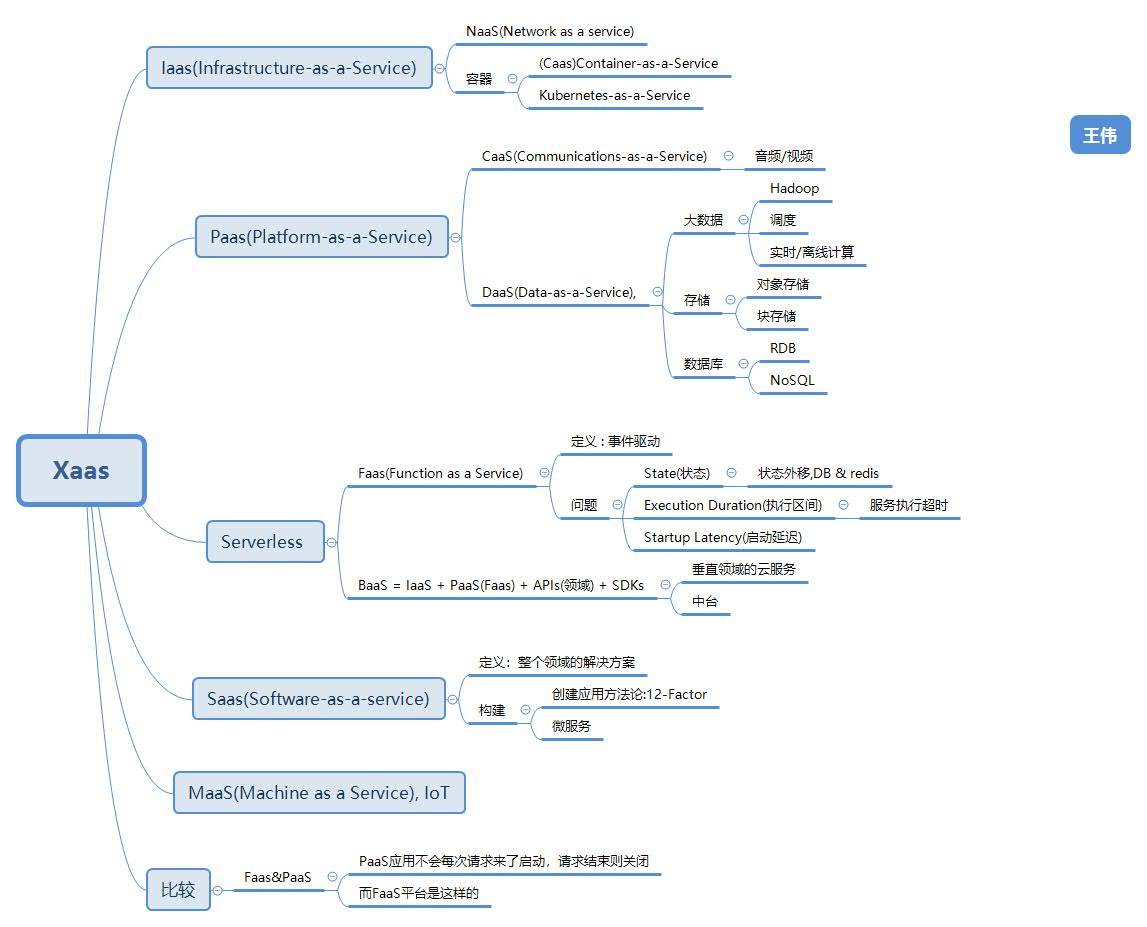 NaaS(Network as a service)
Iaas(Infrastructure-as-a-Service)
(Caas)Container-as-a-Service
容器
Kubernetes-as-a-Service
王伟
CaaS(Communications-as-a-Service)
音频/视频
Hadoop
大数据
调度
Paas(Platform-as-a-Service)
实时/离线计算
DaaS(Data-as-a-Service),
对象存储
存储
块存储
RDB
数据库
NoSQL
定义 : 事件驱动
Xaas
Faas(Function as a Service)
State(状态)
状态外移,DB & redis
问题
Execution Duration(执行区间)
服务执行超时
Startup Latency(启动延迟)
Serverless
垂直领域的云服务
BaaS = IaaS + PaaS(Faas) + APIs(领域) + SDKs
中台
定义：整个领域的解决方案
Saas(Software-as-a-service)
创建应用方法论:12-Factor
构建
微服务
MaaS(Machine as a Service), IoT
PaaS应用不会每次请求来了启动，请求结束则关闭
比较
Faas&PaaS
而FaaS平台是这样的